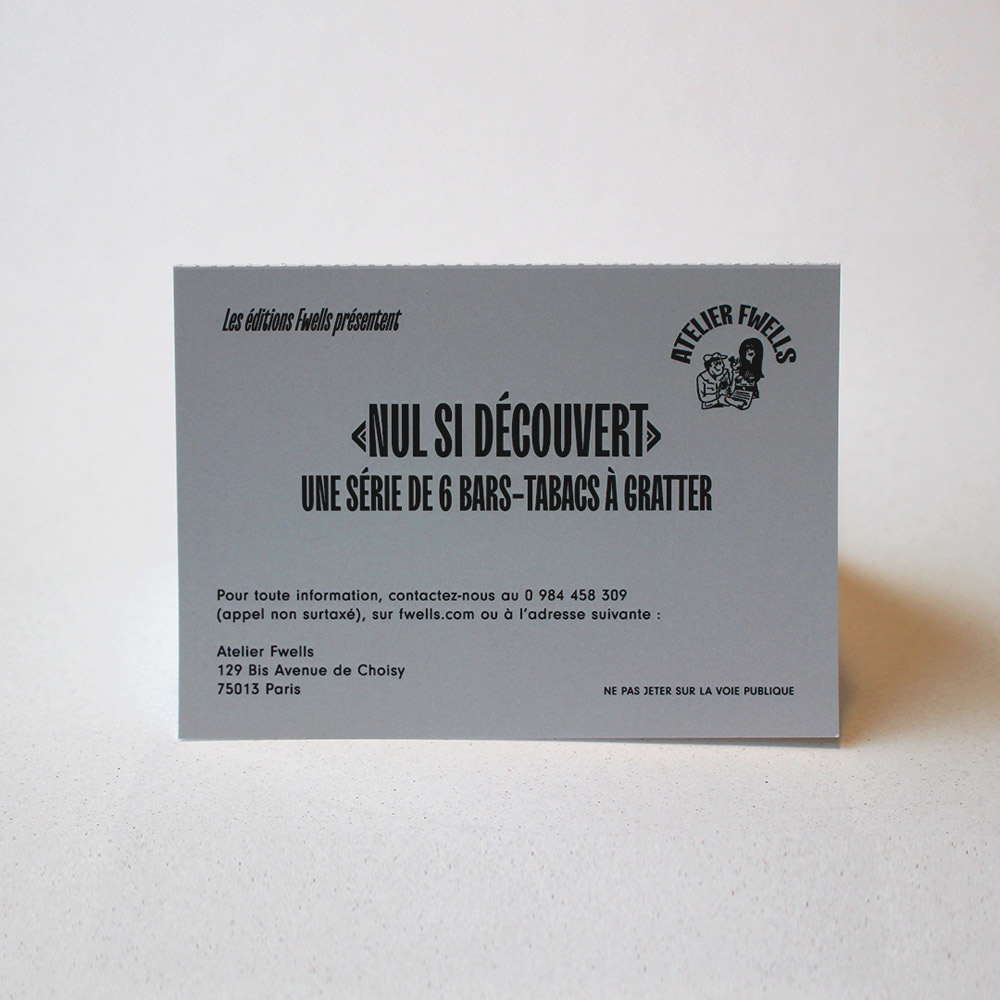 Les éditions Fwells présentent
ATELIER FWELLS
«NUL SI DÉCOUVERT»
UNE SÉRIE DE 6 BARS-TABACS À GRATTER
Pour toute information, contactez-nous au 0 984 458 309
(appel non surtaxé), sur fwells.com ou à l'adresse suivante :
Atelier Fwells
129 Bis Avenue de Choisy
75013 Paris
NE PAS JETER SUR LA VOIE PUBLIQUE